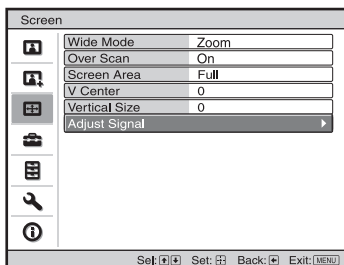 Screen
Wide Mode Zoom
Over Scan On
Screen Area Full
V Center 0
Vertical Size 0
Adjust Signal
Sel: Set: Back: Exit: MENU